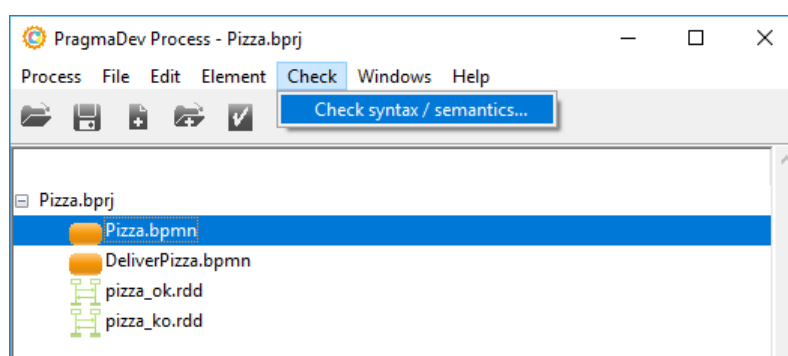 PragmaDev Process - Pizza.bprj
Process File Edit Element Check Windows Help
Check syntax / semantics...
Pizza.bprj
Pizza.bpmn
DeliverPizza.bpmn
pizza_ok.rdd
pizza_ko.rdd